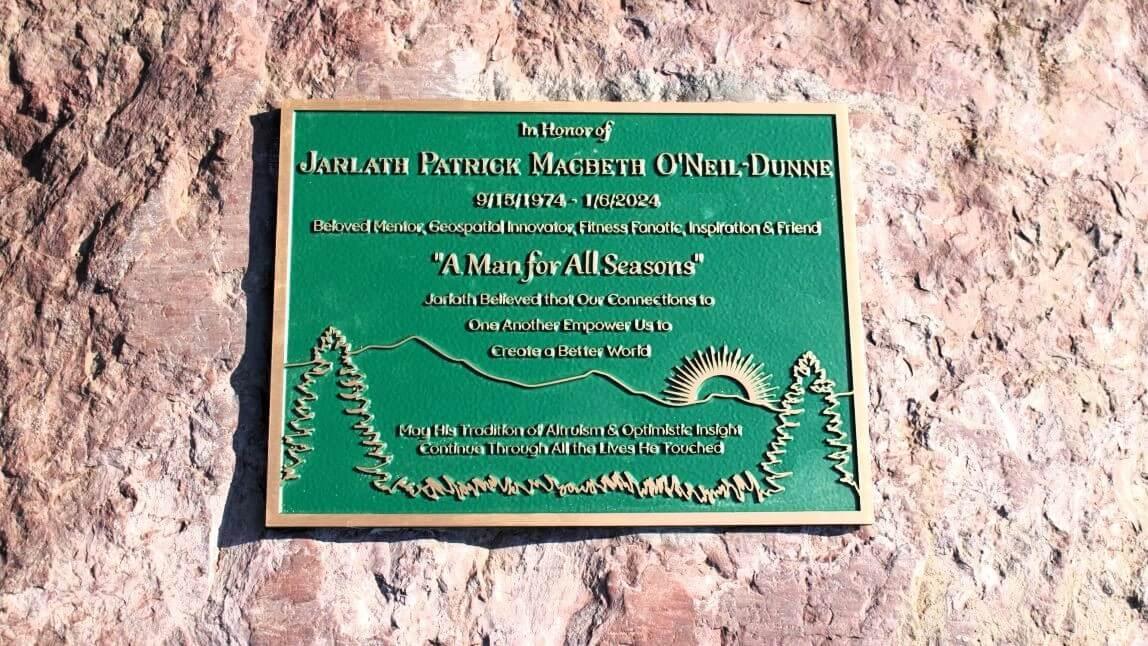 In Honor of
Jarlath Patrick Macbeth O'Neil-Dunne
9/15/1974 - 1/6/2024
Beloved Mentor, Geospatial Innovator, Fitness Fanatic, Inspiration & Friend
"A Man for All Seasons"
Jarlath Believed that Our Connections to
One Another Empower Us to
Create a Better World
May His Tradition of Altruism & Optimistic Insight
Continue Through All the Lives He Touched